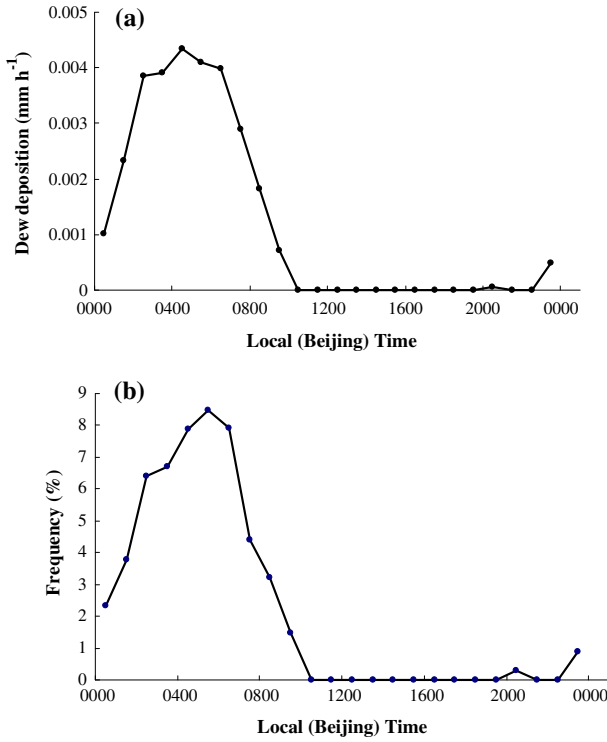 (a)
Dew deposition (mm h-1)
0.005
0.004
0.003
0.002
0.001
0
0000 0400 0800 1200 1600 2000 0000
Local (Beijing) Time
(b)
Frequency (%)
9
8
7
6
5
4
3
2
1
0
0000 0400 0800 1200 1600 2000 0000
Local (Beijing) Time